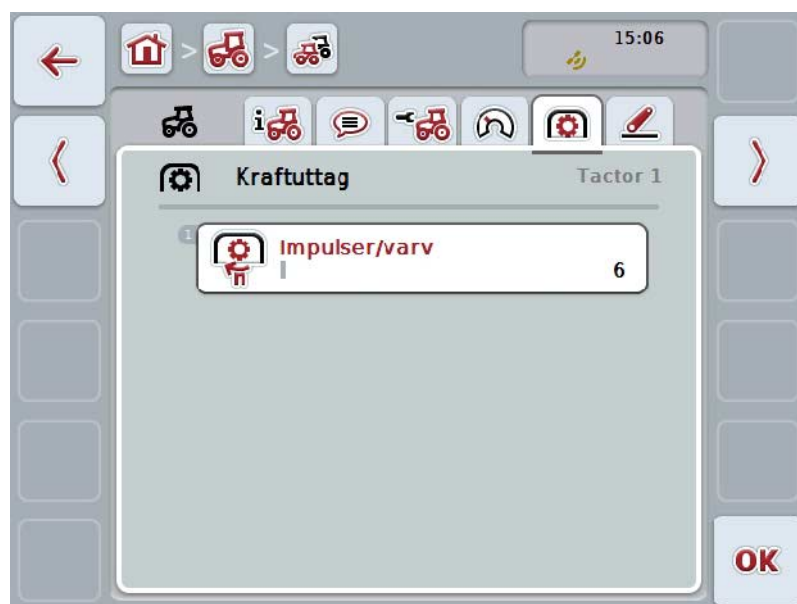 15:06
i
Kraftuttag
Tactor 1
1
Impulser/varv
n
6
OK